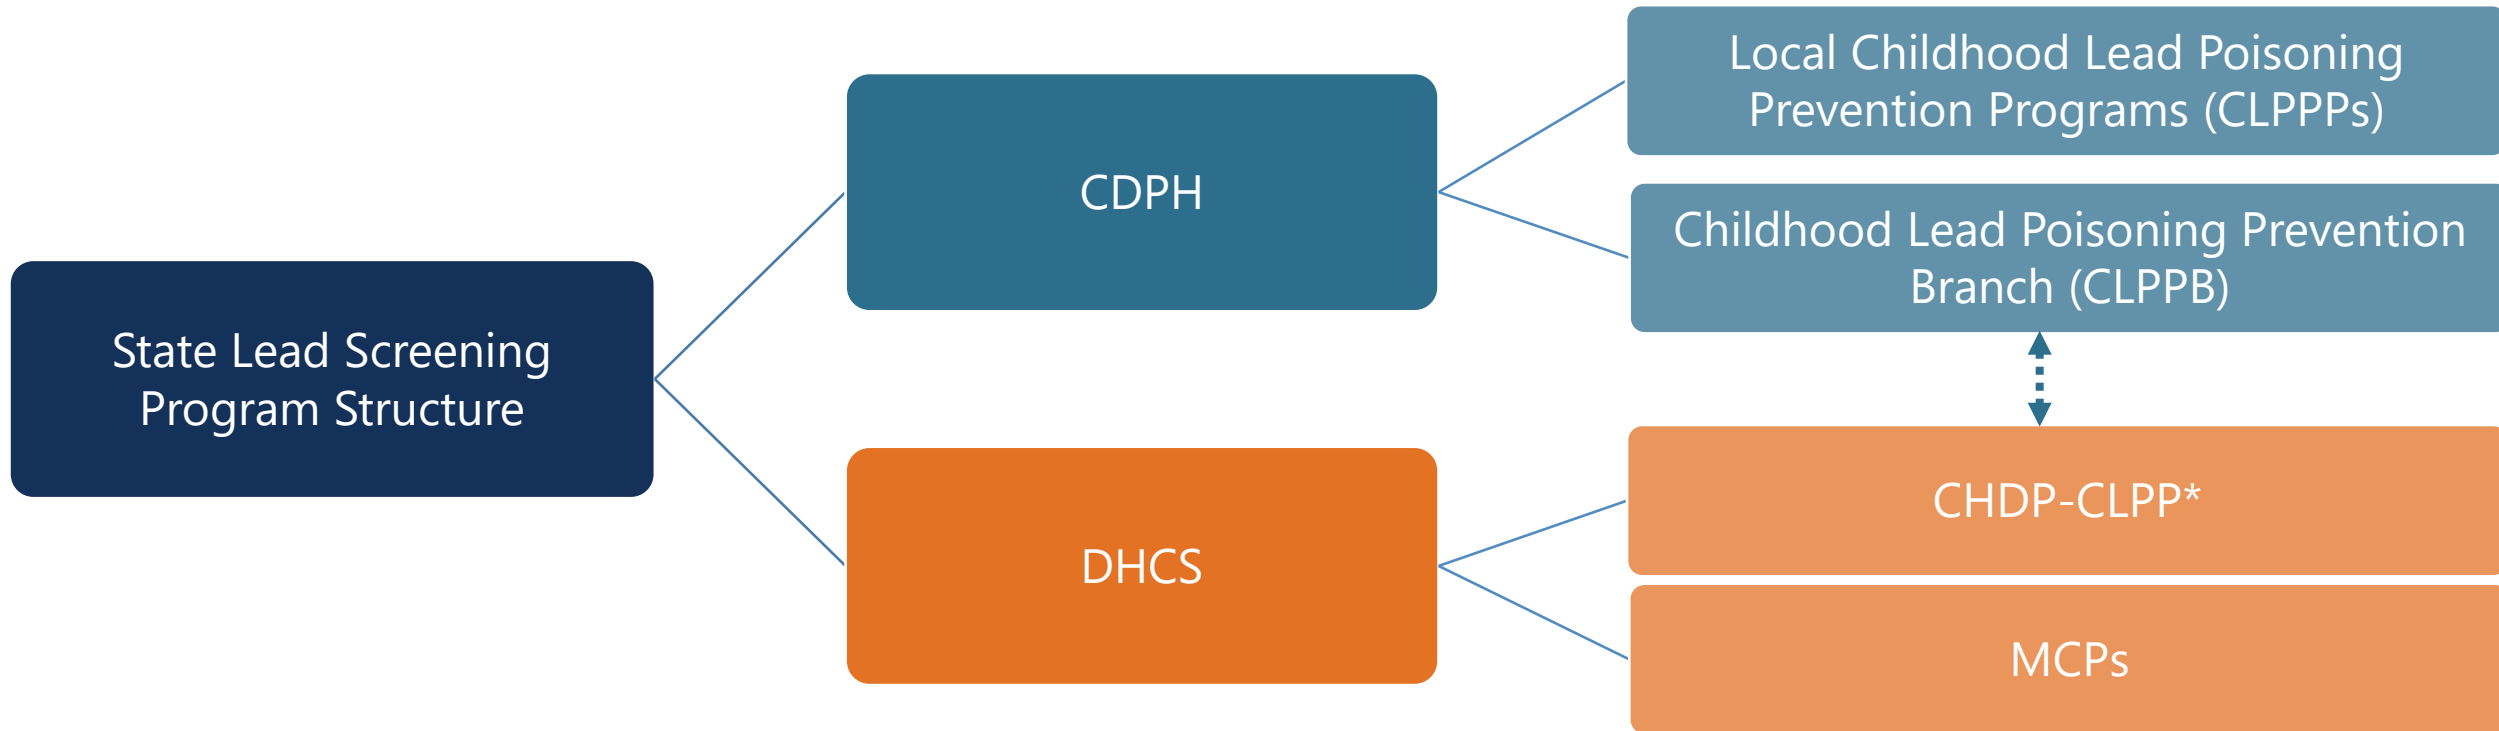 State Lead Screening
Program Structure
CDPH
DHCS
Local Childhood Lead Poisoning
Prevention Programs (CLPPPs)
Childhood Lead Poisoning Prevention
Branch (CLPPB)
CHDP-CLPP*
MCPs